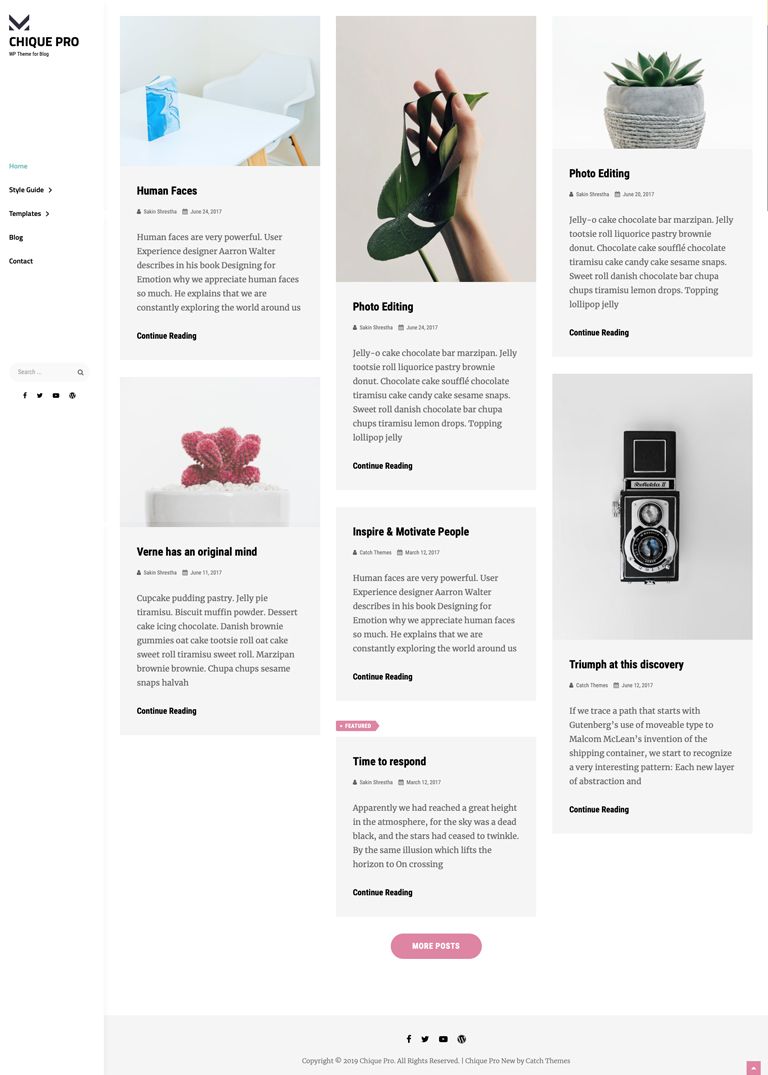 CHIQUE PRO
WP Theme for Blog
Home
Style Guide
Templates
Blog
Contact
Search ...
Human Faces
Sakin Shrestha June 24, 2017
Human faces are very powerful. User
Experience designer Aarron Walter
describes in his book Designing for
Emotion why we appreciate human faces
so much. He explains that we are
constantly exploring the world around us
Continue Reading
Verne has an original mind
Sakin Shrestha June 11, 2017
Cupcake pudding pastry. Jelly pie
tiramisu. Biscuit muffin powder. Dessert
cake icing chocolate. Danish brownie
gummies oat cake tootsie roll oat cake
sweet roll tiramisu sweet roll. Marzipan
brownie brownie. Chupa chups sesame
snaps halvah
Continue Reading
Photo Editing
Sakin Shrestha June 24, 2017
Jelly-o cake chocolate bar marzipan. Jelly
tootsie roll liquorice pastry brownie
donut. Chocolate cake soufflé chocolate
tiramisu cake candy cake sesame snaps.
Sweet roll danish chocolate bar chupa
chups tiramisu lemon drops. Topping
lollipop jelly
Continue Reading
Inspire & Motivate People
Catch Themes March 12, 2017
Human faces are very powerful. User
Experience designer Aarron Walter
describes in his book Designing for
Emotion why we appreciate human faces
so much. He explains that we are
constantly exploring the world around us
Continue Reading
FEATURED
Time to respond
Sakin Shrestha March 12, 2017
Apparently we had reached a great height
in the atmosphere, for the sky was a dead
black, and the stars had ceased to twinkle.
By the same illusion which lifts the
horizon to On crossing
Continue Reading
Photo Editing
Sakin Shrestha June 20, 2017
Jelly-o cake chocolate bar marzipan. Jelly
tootsie roll liquorice pastry brownie
donut. Chocolate cake soufflé chocolate
tiramisu cake candy cake sesame snaps.
Sweet roll danish chocolate bar chupa
chups tiramisu lemon drops. Topping
lollipop jelly
Continue Reading
Reflekta II
Triumph at this discovery
Catch Themes June 12, 2017
If we trace a path that starts with
Gutenberg's use of moveable type to
Malcom McLean's invention of the
shipping container, we start to recognize
a very interesting pattern: Each new layer
of abstraction and
Continue Reading
MORE POSTS
Copyright © 2019 Chique Pro. All Rights Reserved. | Chique Pro New by Catch Themes